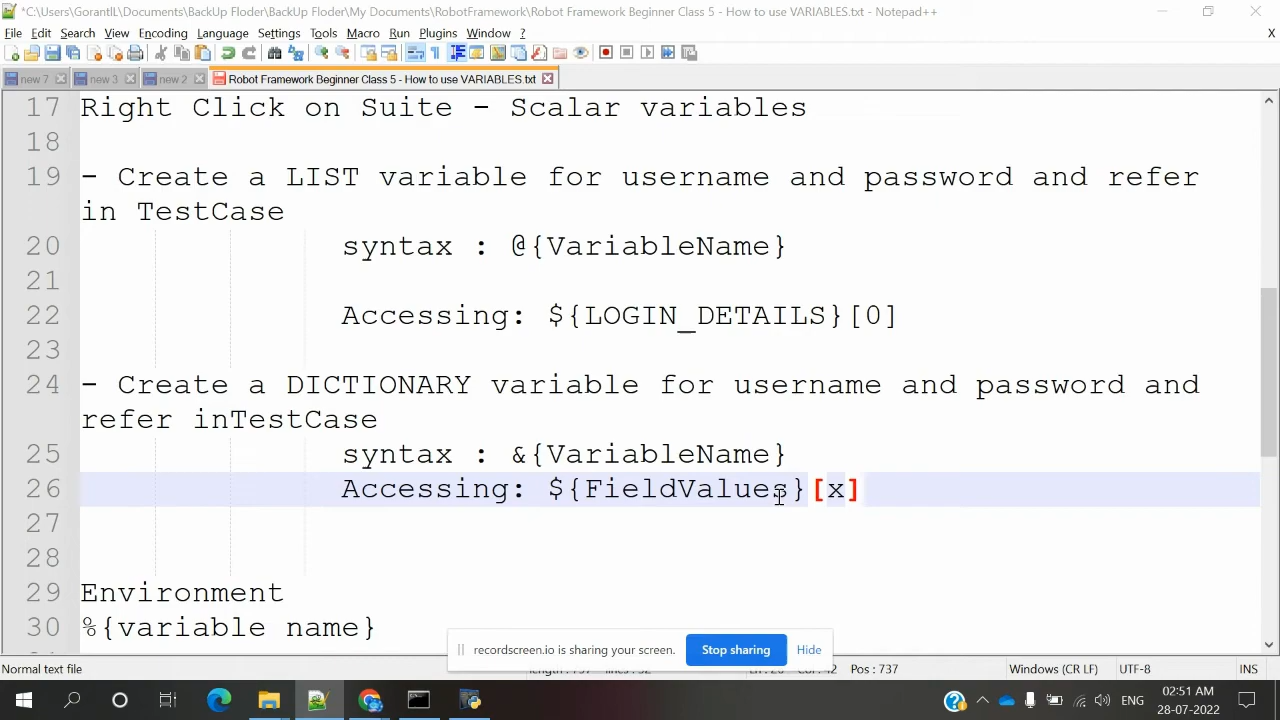 *C:\Users\GorantlL\Documents\BackUp Floder\BackUp Floder\My Documents\RobotFramework\Robot Framework Beginner Class 5 - How to use VARIABLES.txt - Notepad++
File Edit Search View Encoding Language Settings Tools Macro Run Plugins Window ? X
new 7 new 3 new 2 Robot Framework Beginner Class 5 - How to use VARIABLES.txt
17 Right Click on Suite - Scalar variables
18
19 - Create a LIST variable for username and password and refer
in TestCase
20 syntax : @{VariableName}
21
22 Accessing: ${LOGIN_DETAILS}[0]
23
24 - Create a DICTIONARY variable for username and password and
refer inTestCase
25 syntax : &{VariableName}
26 Accessing: ${FieldValues}[x]
27
28
29 Environment
30 %{variable name}
recordscreen.io is sharing your screen. Stop sharing Hide
Normal text file Pos : 737 Windows (CR LF) UTF-8 INS
ENG 02:51 AM
28-07-2022